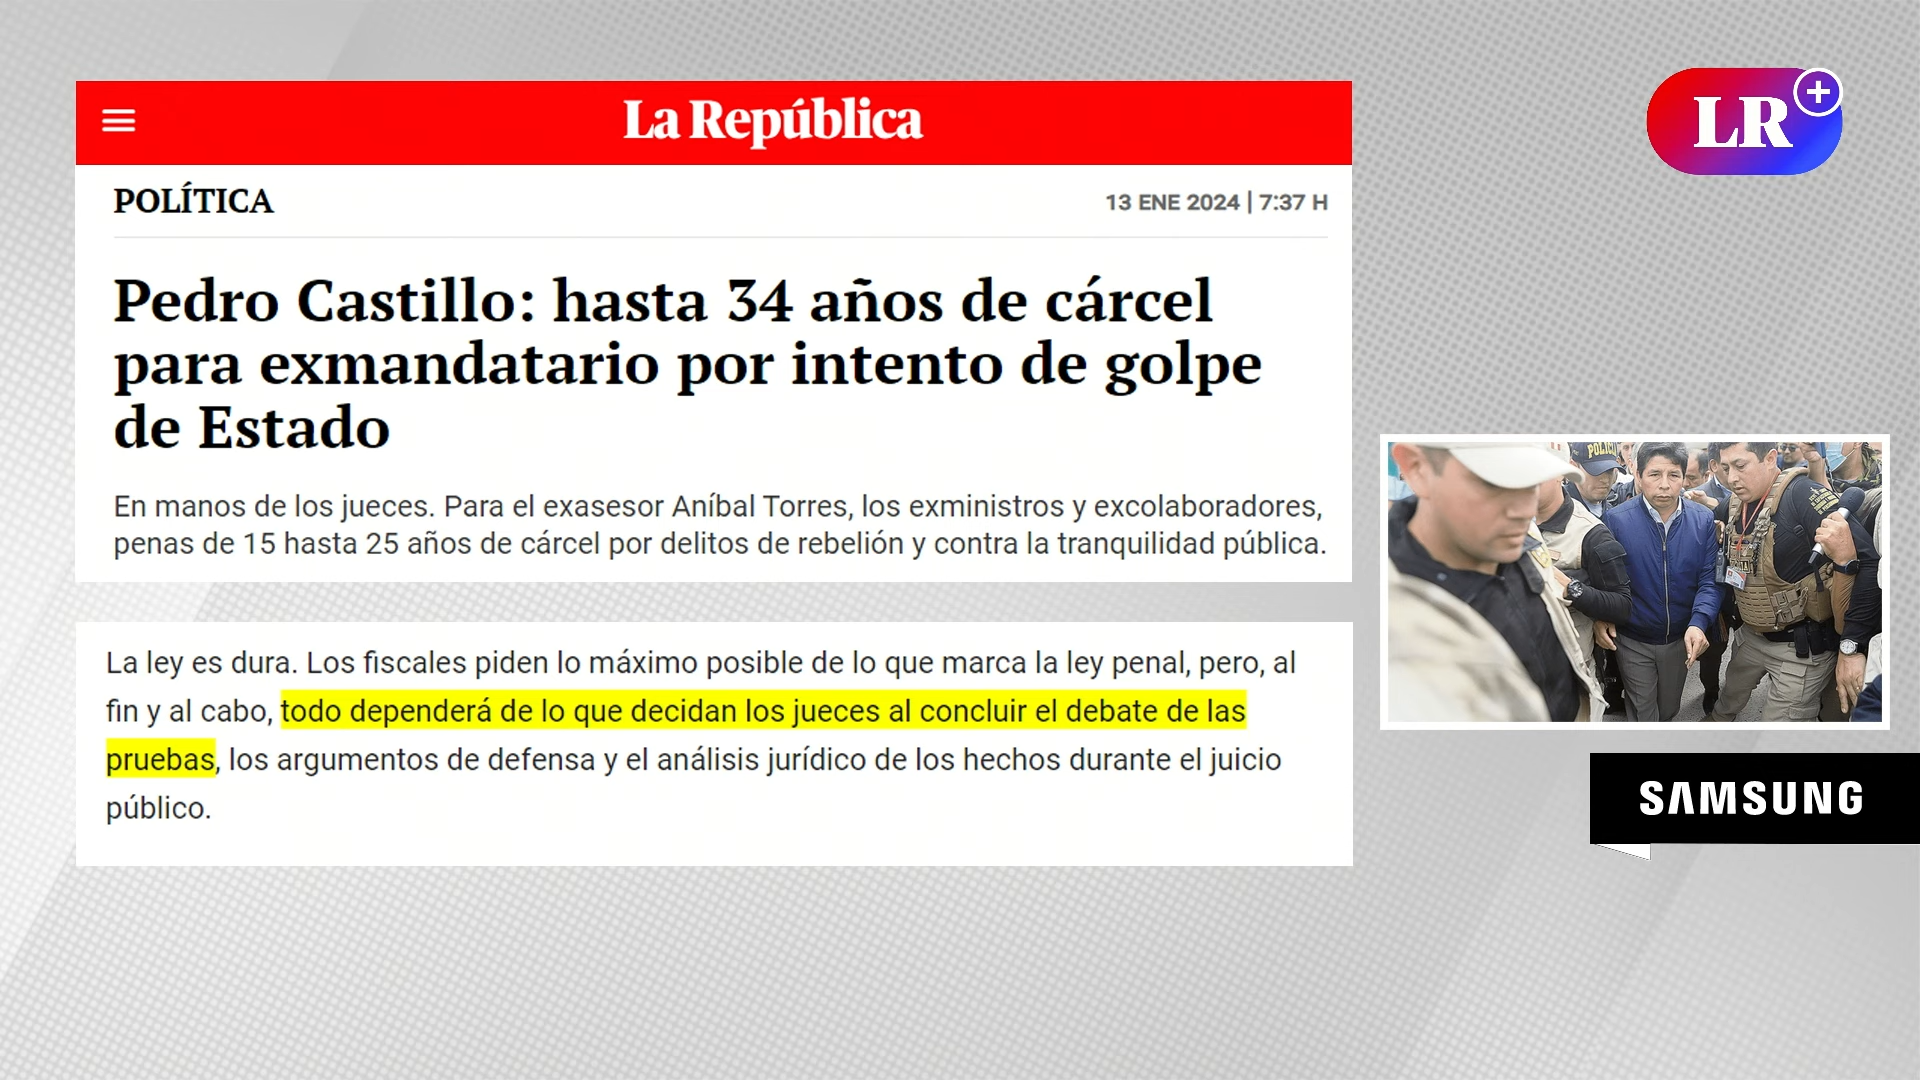 La República
LR+
POLÍTICA
13 ENE 2024 | 7:37 H
Pedro Castillo: hasta 34 años de cárcel
para exmandatario por intento de golpe
de Estado
En manos de los jueces. Para el exasesor Aníbal Torres, los exministros y excolaboradores,
penas de 15 hasta 25 años de cárcel por delitos de rebelión y contra la tranquilidad pública.
La ley es dura. Los fiscales piden lo máximo posible de lo que marca la ley penal, pero, al
fin y al cabo, todo dependerá de lo que decidan los jueces al concluir el debate de las
pruebas, los argumentos de defensa y el análisis jurídico de los hechos durante el juicio
público.
SAMSUNG